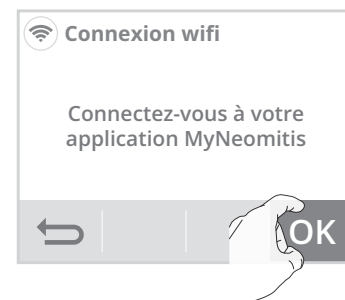 Connexion wifi
Connectez-vous à votre
application MyNeomitis
OK